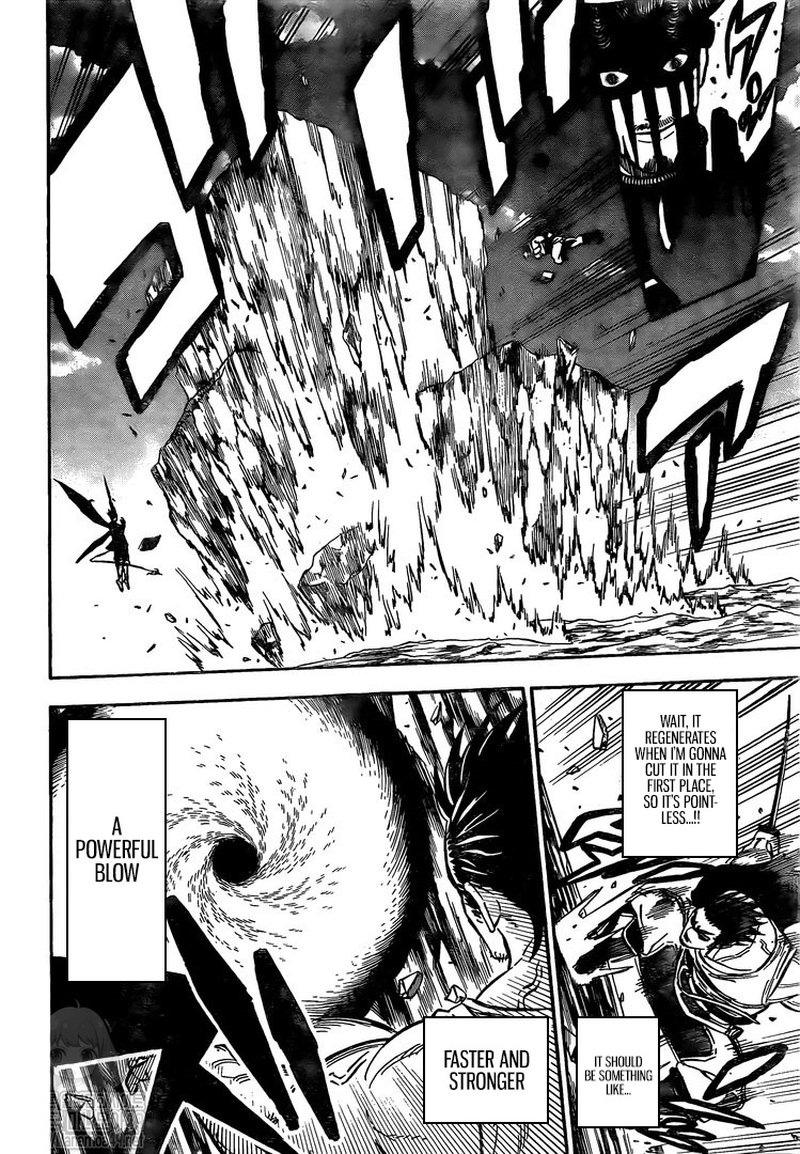 WAIT, IT
REGENERATES
WHEN I'M GONNA
CUT IT IN THE
FIRST PLACE,
SO IT'S POINT-
LESS...!!
IT SHOULD
BE SOMETHING
LIKE...
FASTER AND
STRONGER
A
POWERFUL
BLOW